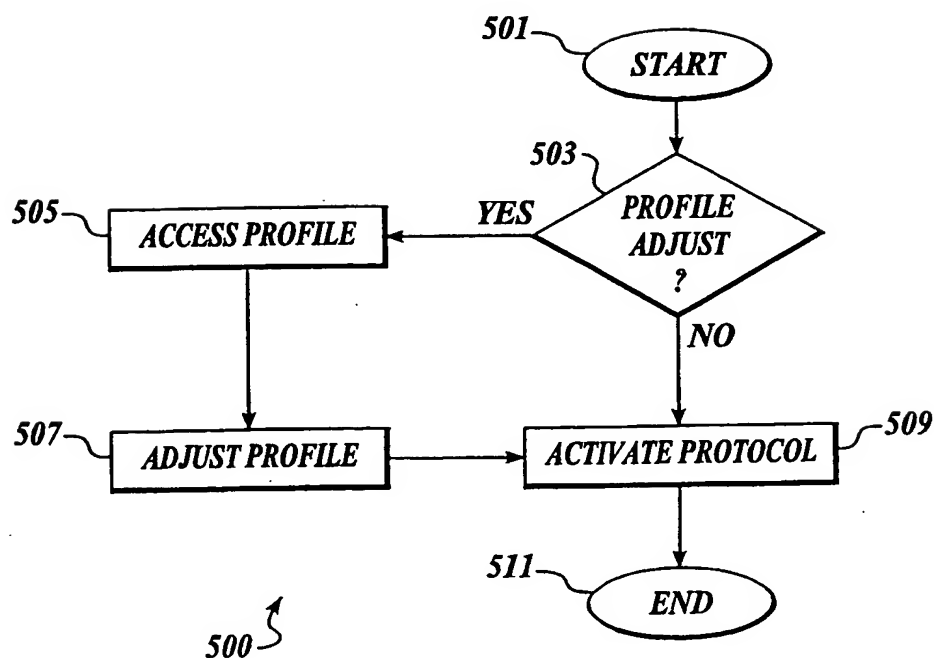 501
START
503
PROFILE
ADJUST
?
YES
505
ACCESS PROFILE
NO
507
ADJUST PROFILE
ACTIVATE PROTOCOL
509
511
END
500